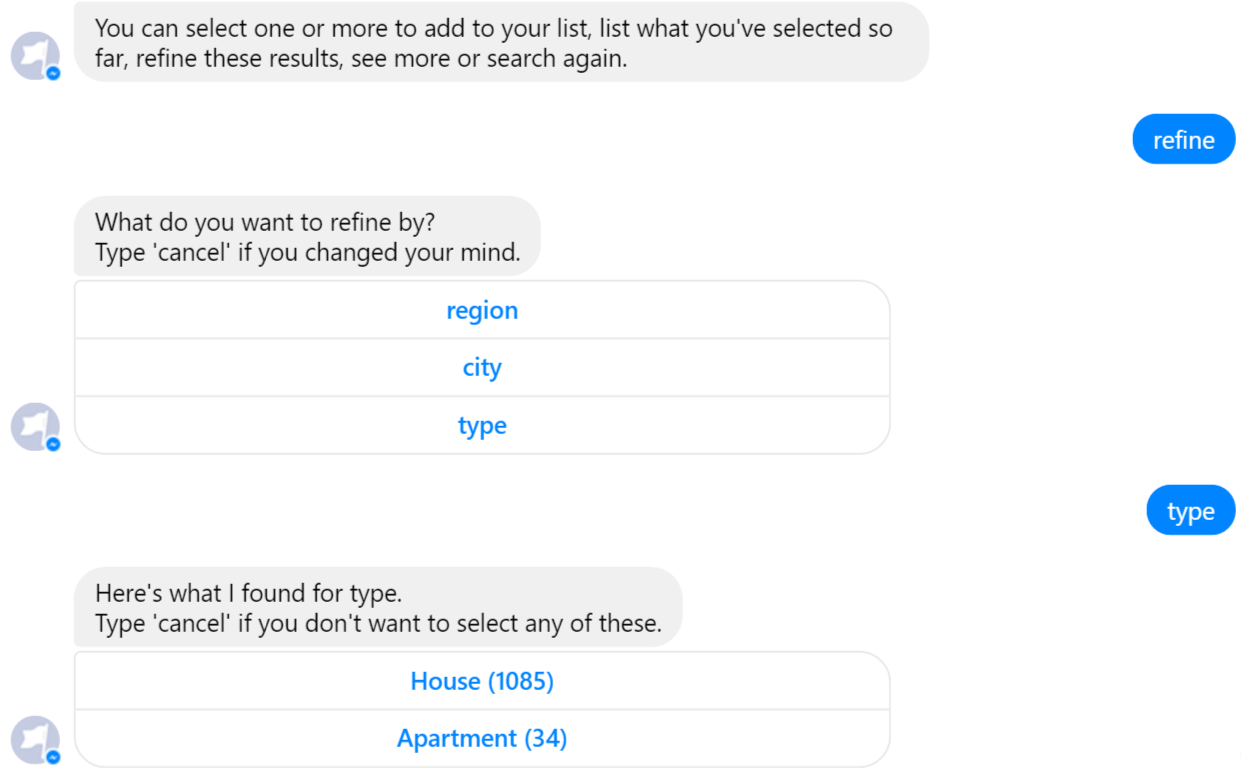 You can select one or more to add to your list, list what you've selected so
far, refine these results, see more or search again.
refine
What do you want to refine by?
Type 'cancel' if you changed your mind.
region
city
type
type
Here's what I found for type.
Type 'cancel' if you don't want to select any of these.
House (1085)
Apartment (34)